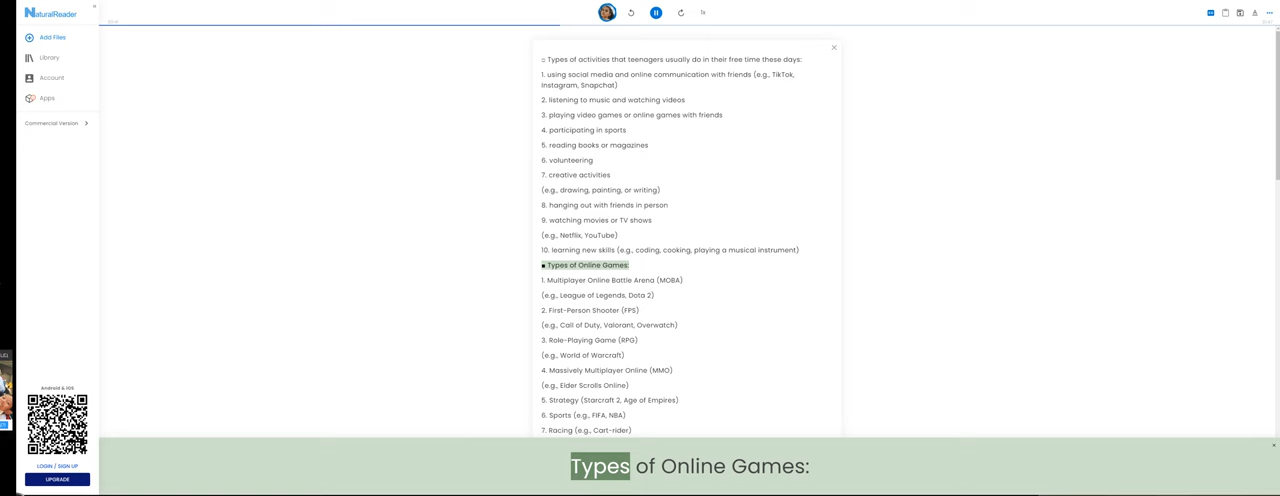 NaturalReader
Add Files
Library
Account
Apps
Commercial Version
Android & iOS
LOGIN / SIGN UP
UPGRADE
1x
□ Types of activities that teenagers usually do in their free time these days:
1. using social media and online communication with friends (e.g., TikTok,
Instagram, Snapchat)
2. listening to music and watching videos
3. playing video games or online games with friends
4. participating in sports
5. reading books or magazines
6. volunteering
7. creative activities
(e.g., drawing, painting, or writing)
8. hanging out with friends in person
9. watching movies or TV shows
(e.g., Netflix, YouTube)
10. learning new skills (e.g., coding, cooking, playing a musical instrument)
■ Types of Online Games:
1. Multiplayer Online Battle Arena (MOBA)
(e.g., League of Legends, Dota 2)
2. First-Person Shooter (FPS)
(e.g., Call of Duty, Valorant, Overwatch)
3. Role-Playing Game (RPG)
(e.g., World of Warcraft)
4. Massively Multiplayer Online (MMO)
(e.g., Elder Scrolls Online)
5. Strategy (Starcraft 2, Age of Empires)
6. Sports (e.g., FIFA, NBA)
7. Racing (e.g., Cart-rider)
Types of Online Games: